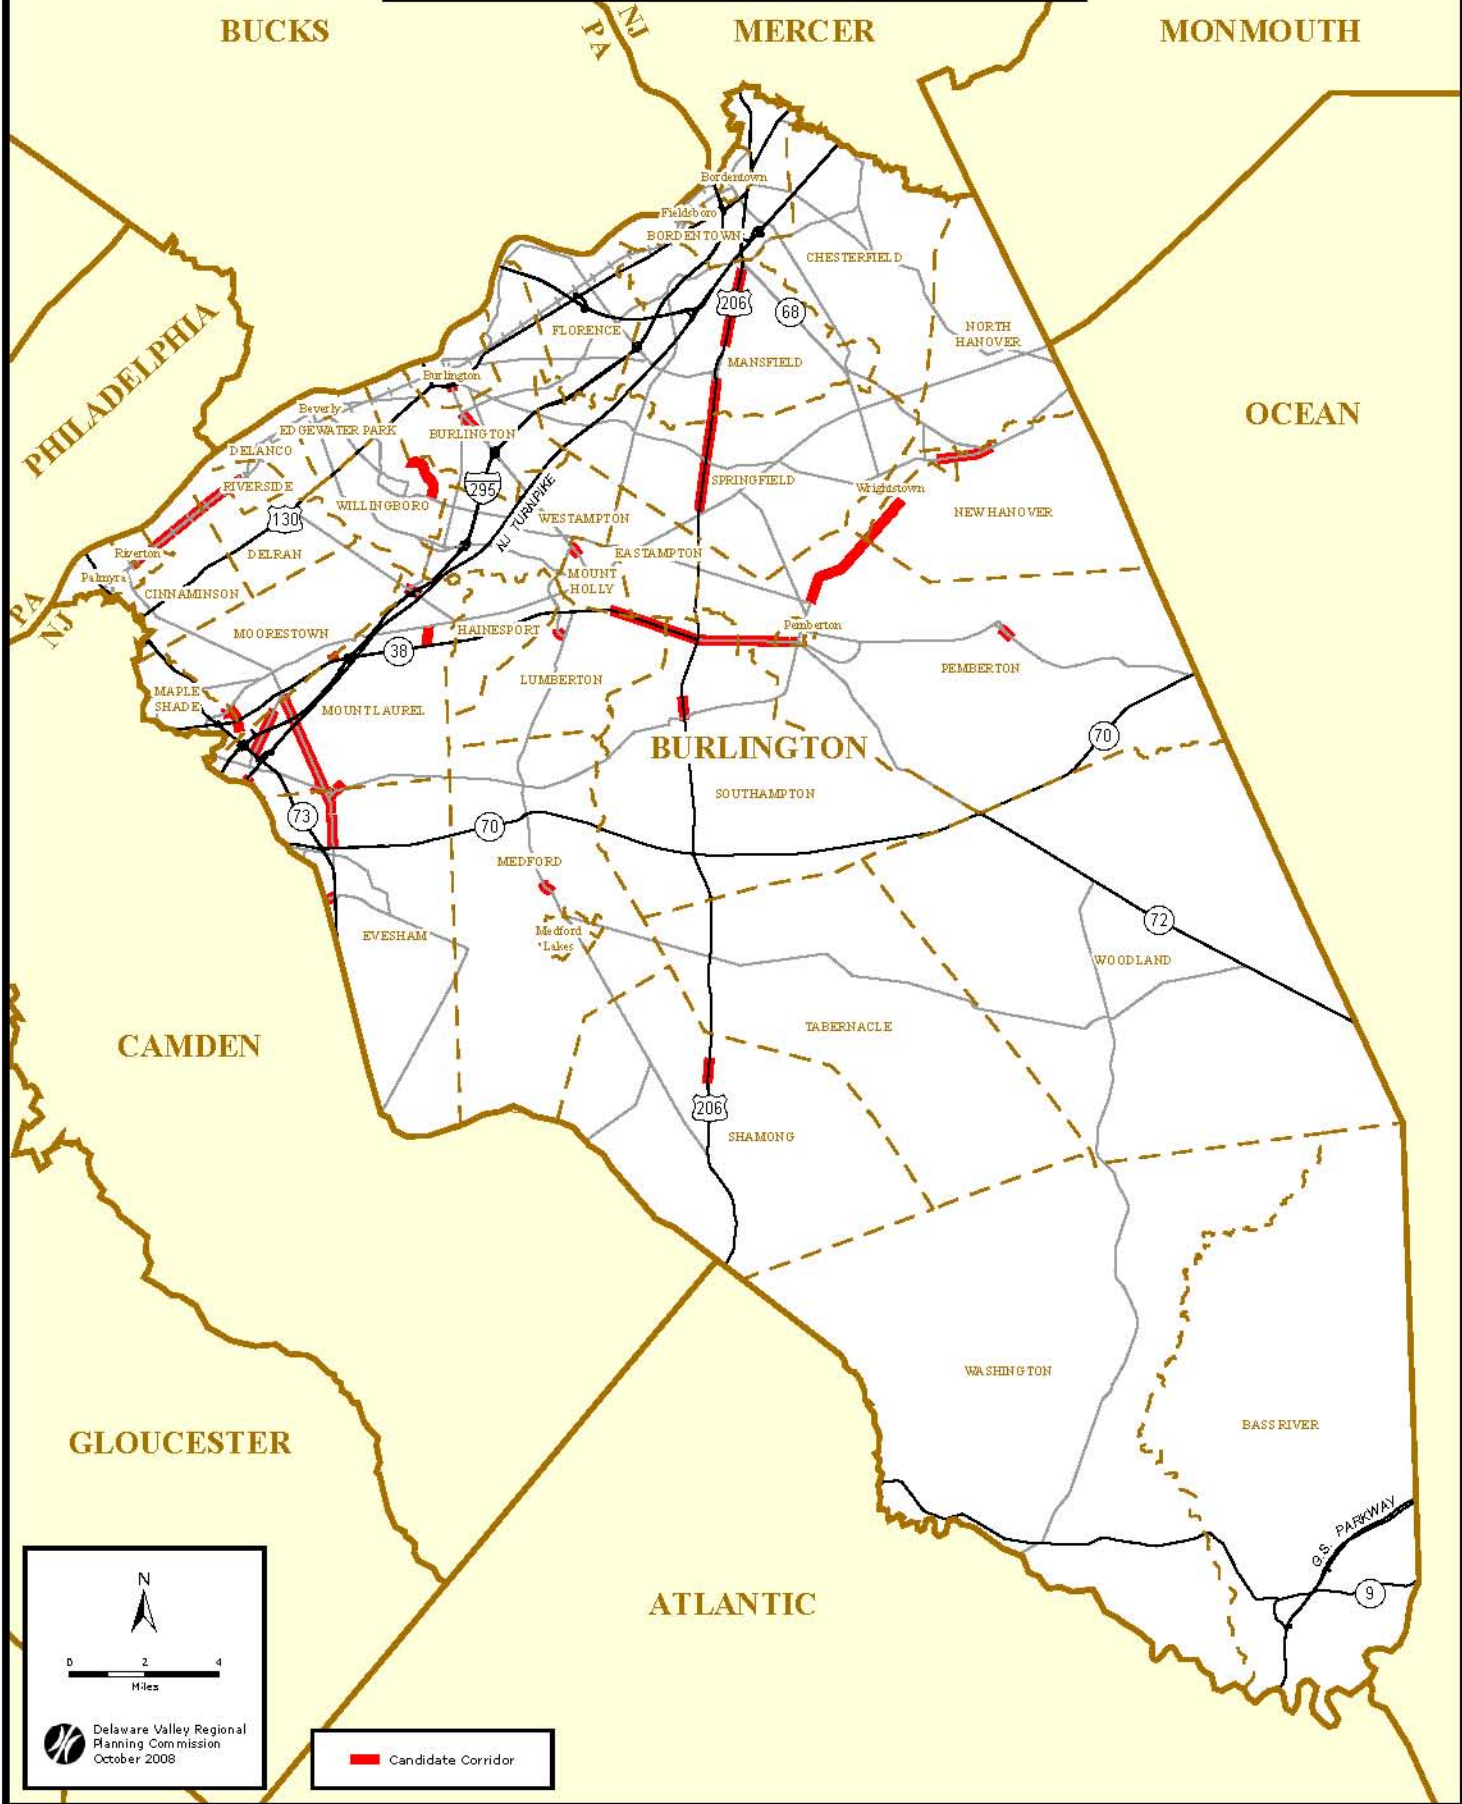 BUCKS
NJ
PA
MERCER
MONMOUTH
Bordentown
Fieldsboro
BORDENTOWN
CHESTERFIELD
206
68
FLORENCE
NORTH
HANOVER
MANSFIELD
PHILADELPHIA
Burlington
Beverly
EDGEWATER PARK
BURLINGTON
OCEAN
DELANCO
RIVERSIDE
295
SPRINGFIELD
Wrightstown
WILLINGBORO
130
NJ TURNPIKE
WESTAMPTON
NEW HANOVER
Riverton
DELRAN
EASTAMPTON
Palmyra
MOUNT
HOLLY
CINNAMINSON
PA
NJ
MOORESTOWN
HAINESPORT
Pemberton
38
PEMBERTON
LUMBERTON
MAPLE
SHADE
MOUNT LAUREL
BURLINGTON
70
SOUTHAMPTON
73
70
MEDFORD
72
EVESHAM
Medford
Lakes
WOODLAND
CAMDEN
TABERNACLE
206
SHAMONG
WASHINGTON
BASS RIVER
GLOUCESTER
G.S. PARKWAY
9
ATLANTIC
N
0 2 4
Miles
Delaware Valley Regional
Planning Commission
October 2008
Candidate Corridor